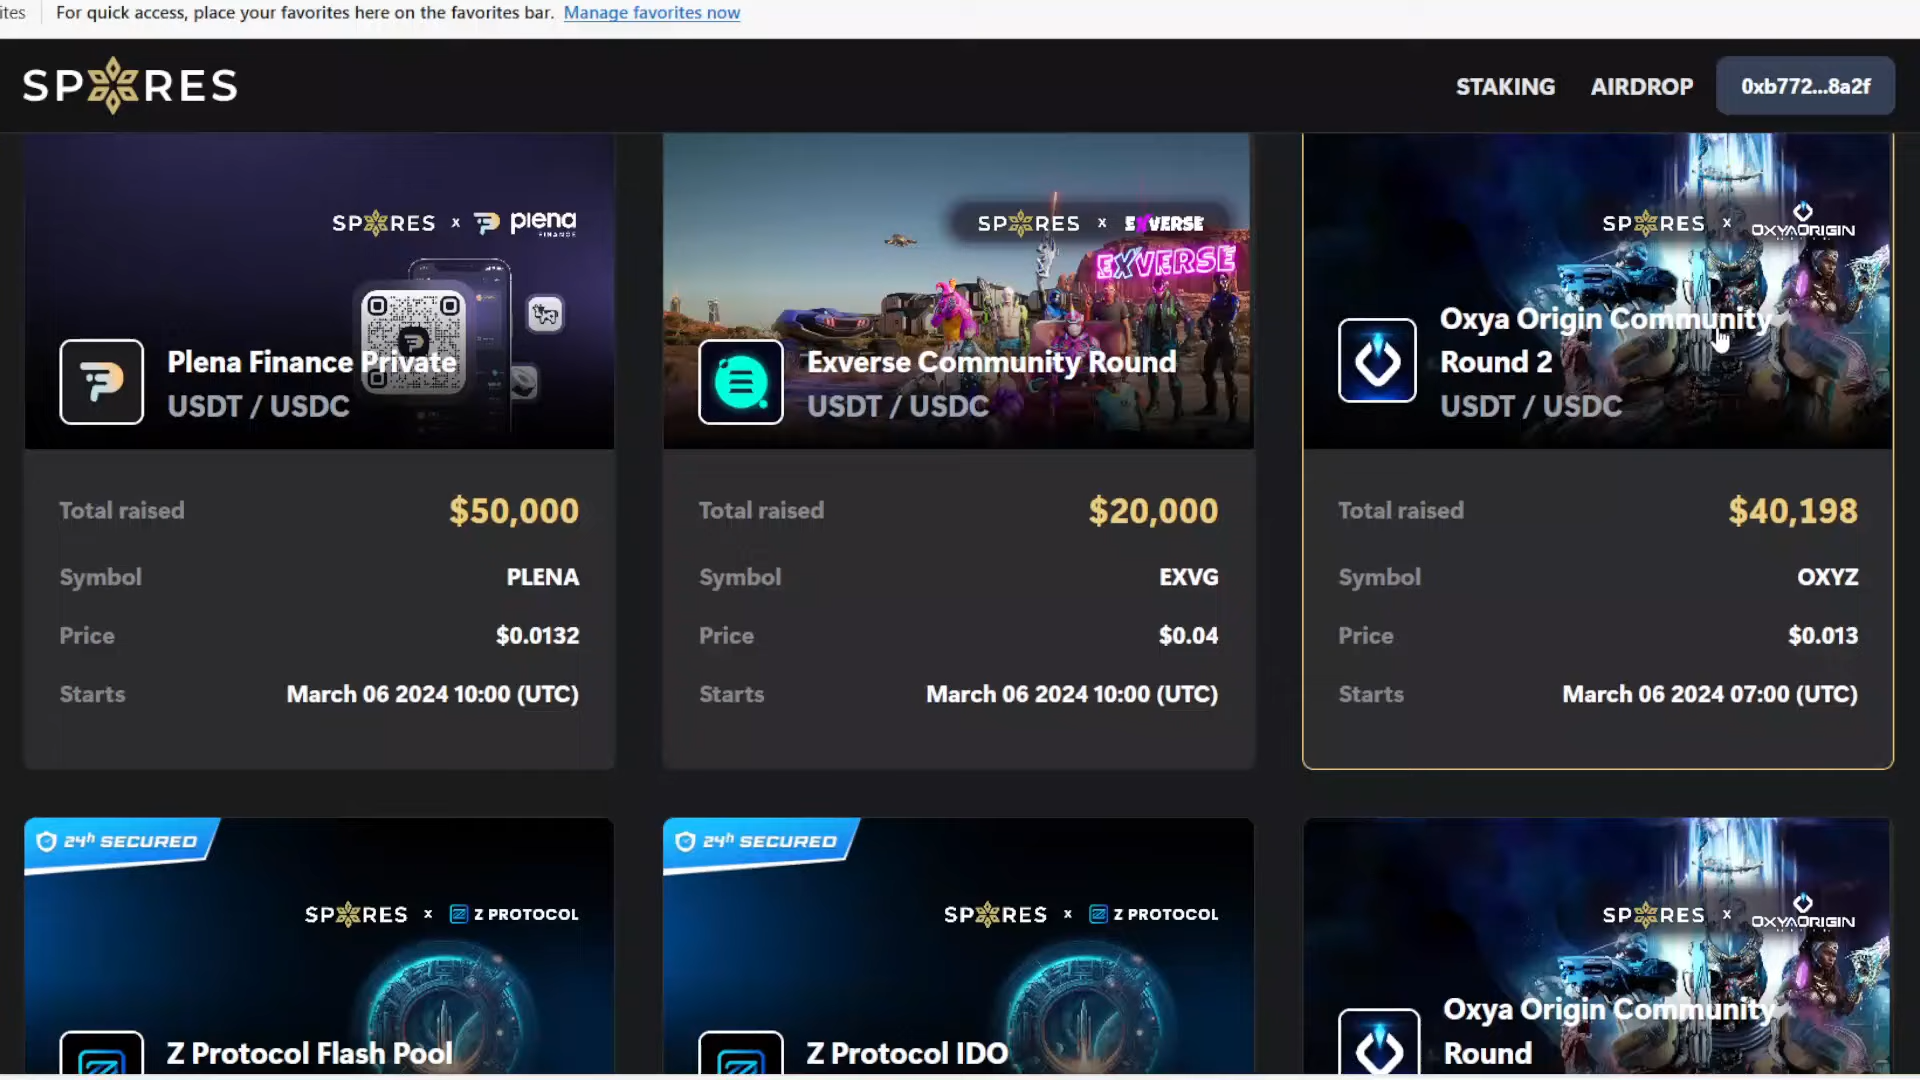 ites
For quick access, place your favorites here on the favorites bar. Manage favorites now
SPORES
STAKING
AIRDROP
0xb772...8a2f
SPORES x plena
FINANCE
Plena Finance Private
USDT / USDC
Total raised
$50,000
Symbol
PLENA
Price
$0.0132
Starts
March 06 2024 10:00 (UTC)
SPORES x EXVERSE
EXVERSE
Exverse Community Round
USDT / USDC
Total raised
$20,000
Symbol
EXVG
Price
$0.04
Starts
March 06 2024 10:00 (UTC)
SPORES x OXYAORIGIN
Oxya Origin Community
Round 2
USDT / USDC
Total raised
$40,198
Symbol
OXYZ
Price
$0.013
Starts
March 06 2024 07:00 (UTC)
24h SECURED
SPORES x Z PROTOCOL
Z Protocol Flash Pool
24h SECURED
SPORES x Z PROTOCOL
Z Protocol IDO
SPORES x OXYAORIGIN
Oxya Origin Community
Round